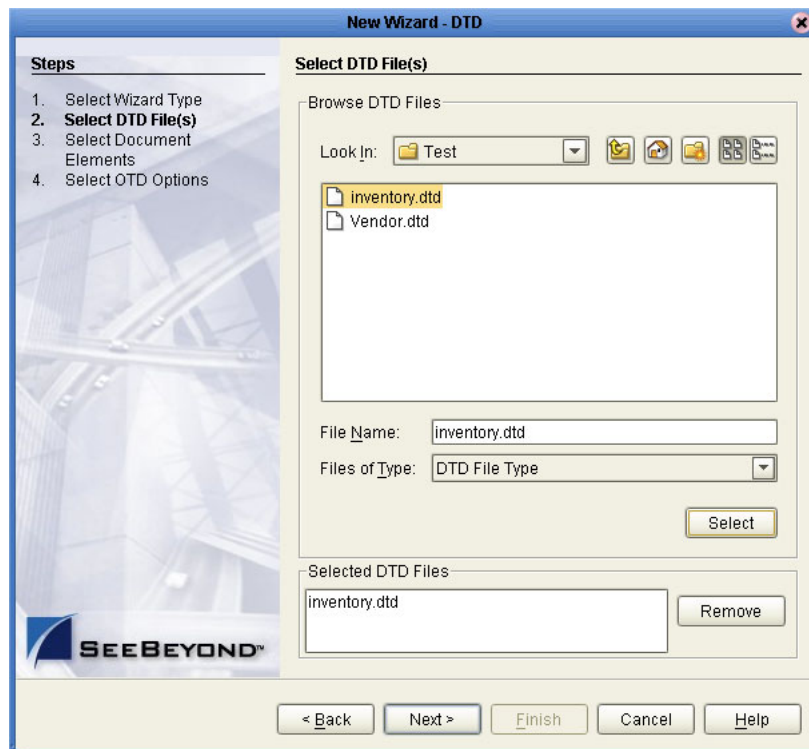 New Wizard - DTD
Steps
1. Select Wizard Type
2. Select DTD File(s)
3. Select Document
Elements
4. Select OTD Options
SEEBEYOND™
Select DTD File(s)
Browse DTD Files
Look In: Test
inventory.dtd
Vendor.dtd
File Name: inventory.dtd
Files of Type: DTD File Type
Select
Selected DTD Files
inventory.dtd
Remove
< Back Next > Finish Cancel Help